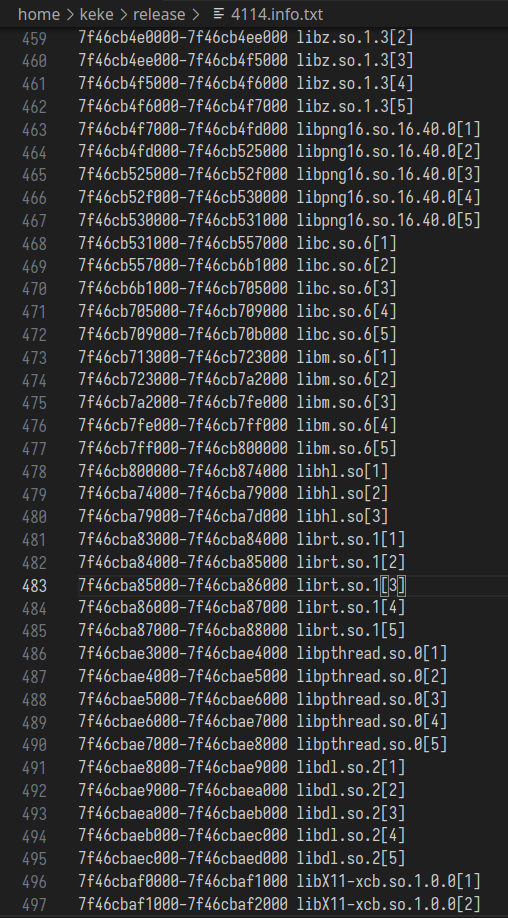 home > keke > release > 4114.info.txt
459 7f46cb4e0000-7f46cb4ee000 libz.so.1.3[2]
460 7f46cb4ee000-7f46cb4f5000 libz.so.1.3[3]
461 7f46cb4f5000-7f46cb4f6000 libz.so.1.3[4]
462 7f46cb4f6000-7f46cb4f7000 libz.so.1.3[5]
463 7f46cb4f7000-7f46cb4fd000 libpng16.so.16.40.0[1]
464 7f46cb4fd000-7f46cb525000 libpng16.so.16.40.0[2]
465 7f46cb525000-7f46cb52f000 libpng16.so.16.40.0[3]
466 7f46cb52f000-7f46cb530000 libpng16.so.16.40.0[4]
467 7f46cb530000-7f46cb531000 libpng16.so.16.40.0[5]
468 7f46cb531000-7f46cb557000 libc.so.6[1]
469 7f46cb557000-7f46cb6b1000 libc.so.6[2]
470 7f46cb6b1000-7f46cb705000 libc.so.6[3]
471 7f46cb705000-7f46cb709000 libc.so.6[4]
472 7f46cb709000-7f46cb70b000 libc.so.6[5]
473 7f46cb713000-7f46cb723000 libm.so.6[1]
474 7f46cb723000-7f46cb7a2000 libm.so.6[2]
475 7f46cb7a2000-7f46cb7fe000 libm.so.6[3]
476 7f46cb7fe000-7f46cb7ff000 libm.so.6[4]
477 7f46cb7ff000-7f46cb800000 libm.so.6[5]
478 7f46cb800000-7f46cb874000 libhl.so[1]
479 7f46cba74000-7f46cba79000 libhl.so[2]
480 7f46cba79000-7f46cba7d000 libhl.so[3]
481 7f46cba83000-7f46cba84000 librt.so.1[1]
482 7f46cba84000-7f46cba85000 librt.so.1[2]
483 7f46cba85000-7f46cba86000 librt.so.1[3]
484 7f46cba86000-7f46cba87000 librt.so.1[4]
485 7f46cba87000-7f46cba88000 librt.so.1[5]
486 7f46cbae3000-7f46cbae4000 libpthread.so.0[1]
487 7f46cbae4000-7f46cbae5000 libpthread.so.0[2]
488 7f46cbae5000-7f46cbae6000 libpthread.so.0[3]
489 7f46cbae6000-7f46cbae7000 libpthread.so.0[4]
490 7f46cbae7000-7f46cbae8000 libpthread.so.0[5]
491 7f46cbae8000-7f46cbae9000 libdl.so.2[1]
492 7f46cbae9000-7f46cbaea000 libdl.so.2[2]
493 7f46cbaea000-7f46cbaeb000 libdl.so.2[3]
494 7f46cbaeb000-7f46cbaec000 libdl.so.2[4]
495 7f46cbaec000-7f46cbaed000 libdl.so.2[5]
496 7f46cbaf0000-7f46cbaf1000 libX11-xcb.so.1.0.0[1]
497 7f46cbaf1000-7f46cbaf2000 libX11-xcb.so.1.0.0[2]